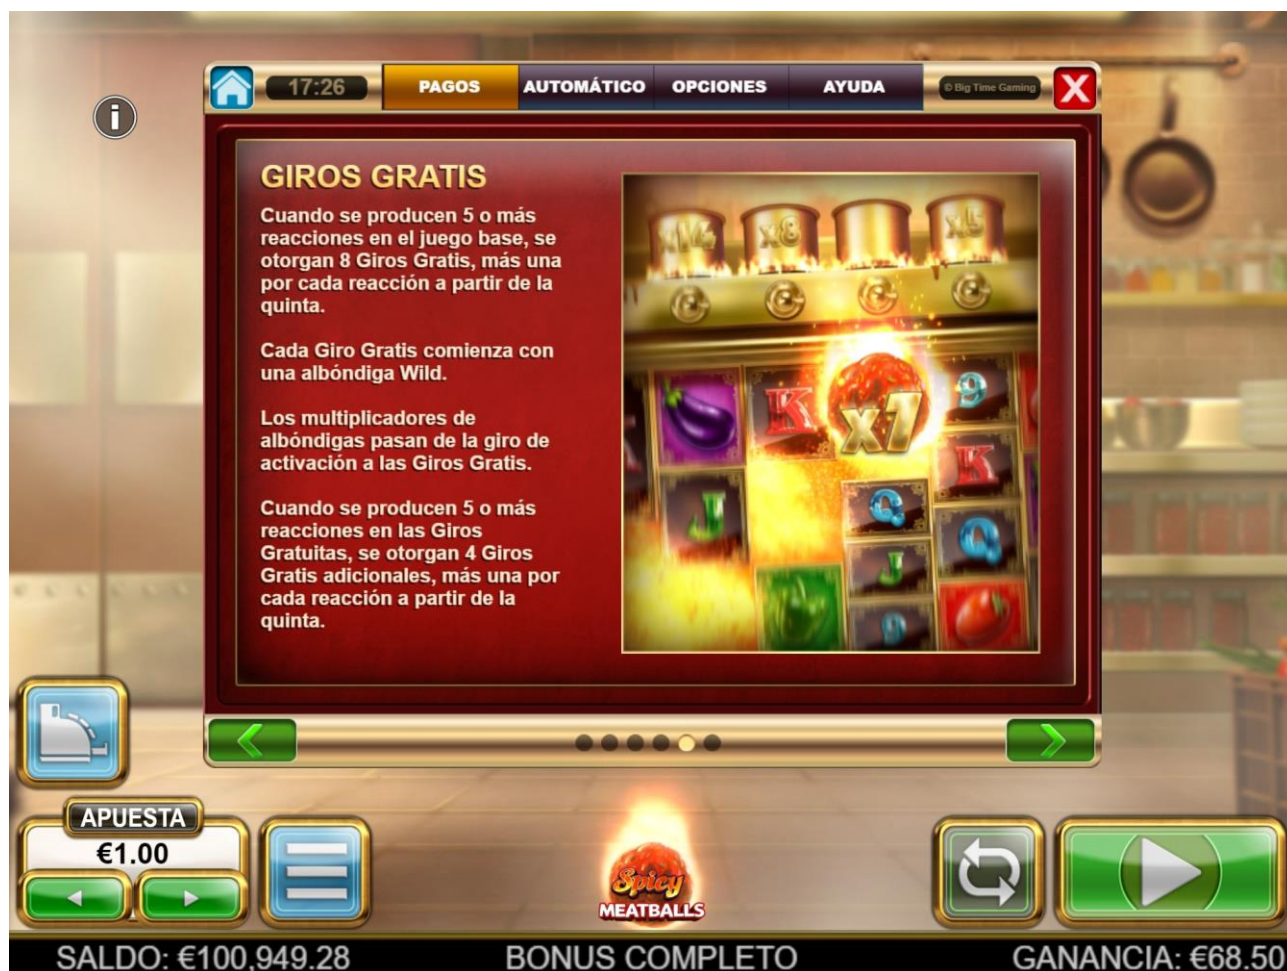 17:26
PAGOS
AUTOMÁTICO
OPCIONES
AYUDA
© Big Time Gaming
X
i
GIROS GRATIS
Cuando se producen 5 o más
reacciones en el juego base, se
otorgan 8 Giros Gratis, más una
por cada reacción a partir de la
quinta.
Cada Giro Gratis comienza con
una albóndiga Wild.
Los multiplicadores de
albóndigas pasan de la giro de
activación a las Giros Gratis.
Cuando se producen 5 o más
reacciones en las Giros
Gratuitas, se otorgan 4 Giros
Gratis adicionales, más una por
cada reacción a partir de la
quinta.
x14
x8
x5
K
x1
9
J
Q
K
J
Q
9
APUESTA
€1.00
Spicy
MEATBALLS
SALDO: €100,949.28
BONUS COMPLETO
GANANCIA: €68.50